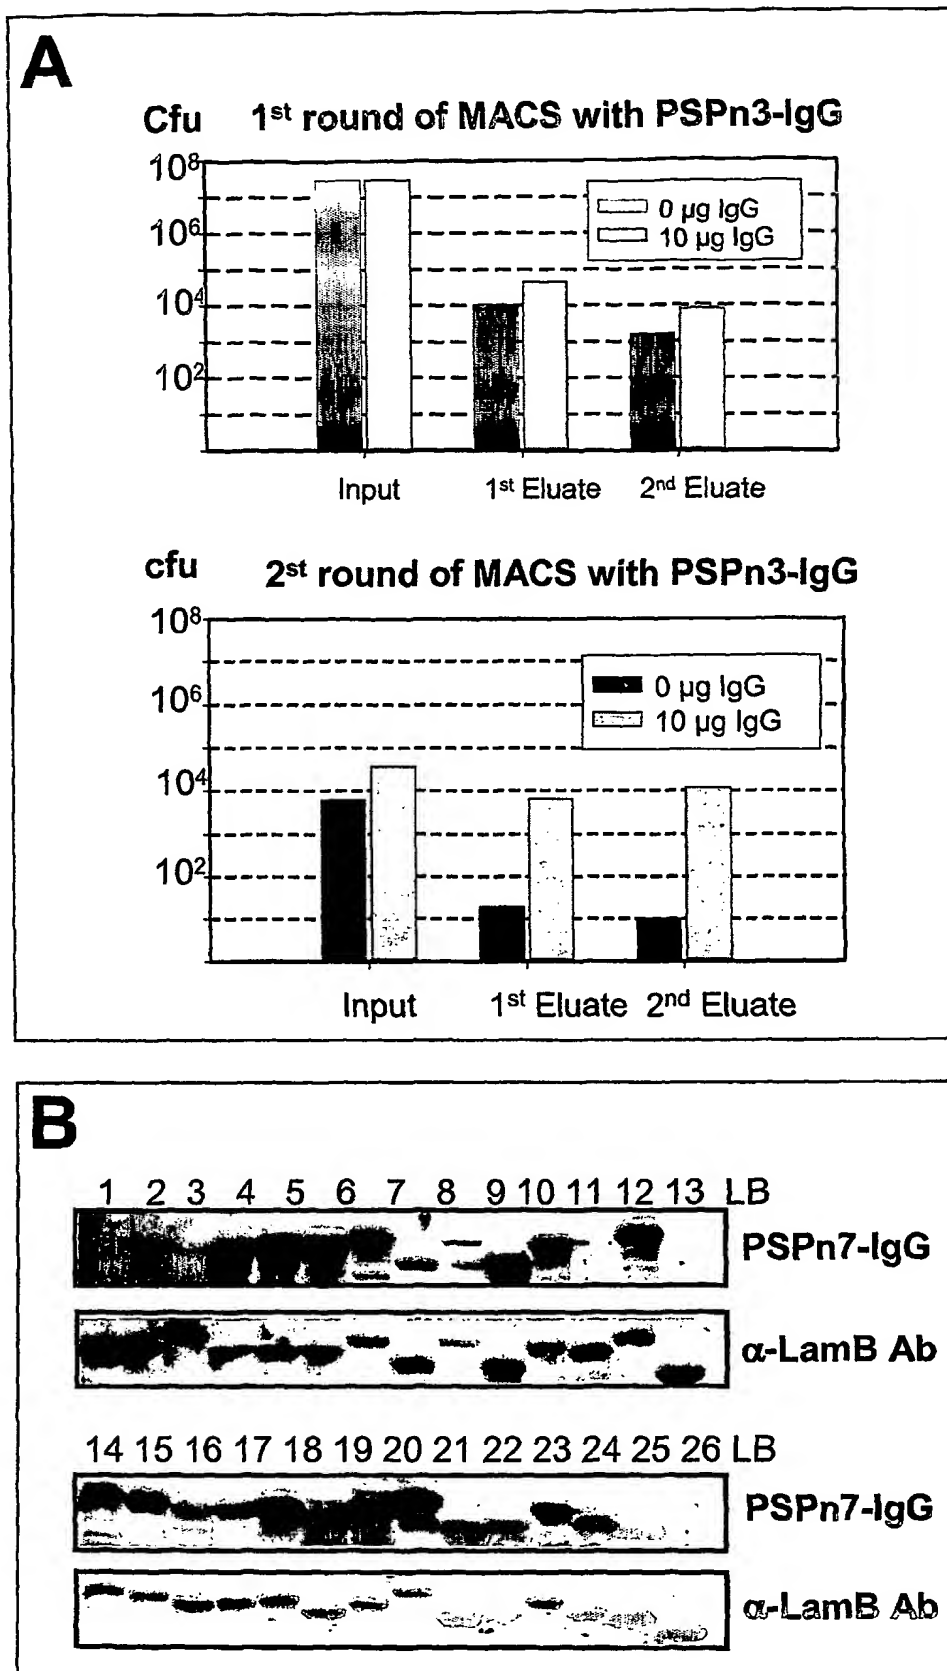 A
Cfu 1st round of MACS with PSPn3-IgG
10^8
10^6
10^4
10^2
0 µg IgG
10 µg IgG
Input 1st Eluate 2nd Eluate
cfu 2st round of MACS with PSPn3-IgG
10^8
10^6
10^4
10^2
0 µg IgG
10 µg IgG
Input 1st Eluate 2nd Eluate
B
1 2 3 4 5 6 7 8 9 10 11 12 13 LB
PSPn7-IgG
α-LamB Ab
14 15 16 17 18 19 20 21 22 23 24 25 26 LB
PSPn7-IgG
α-LamB Ab